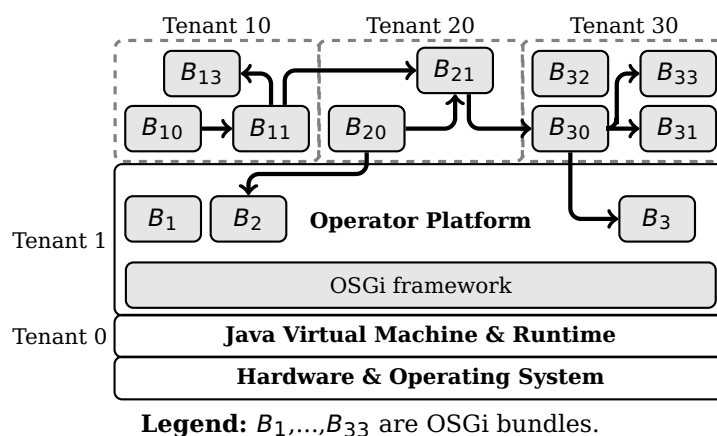 Tenant 10 Tenant 20 Tenant 30
B13 B21 B32 B33
B10 B11 B20 B30 B31
Tenant 1
B1 B2 Operator Platform B3
OSGi framework
Tenant 0
Java Virtual Machine & Runtime
Hardware & Operating System
Legend: B1,...,B33 are OSGi bundles.